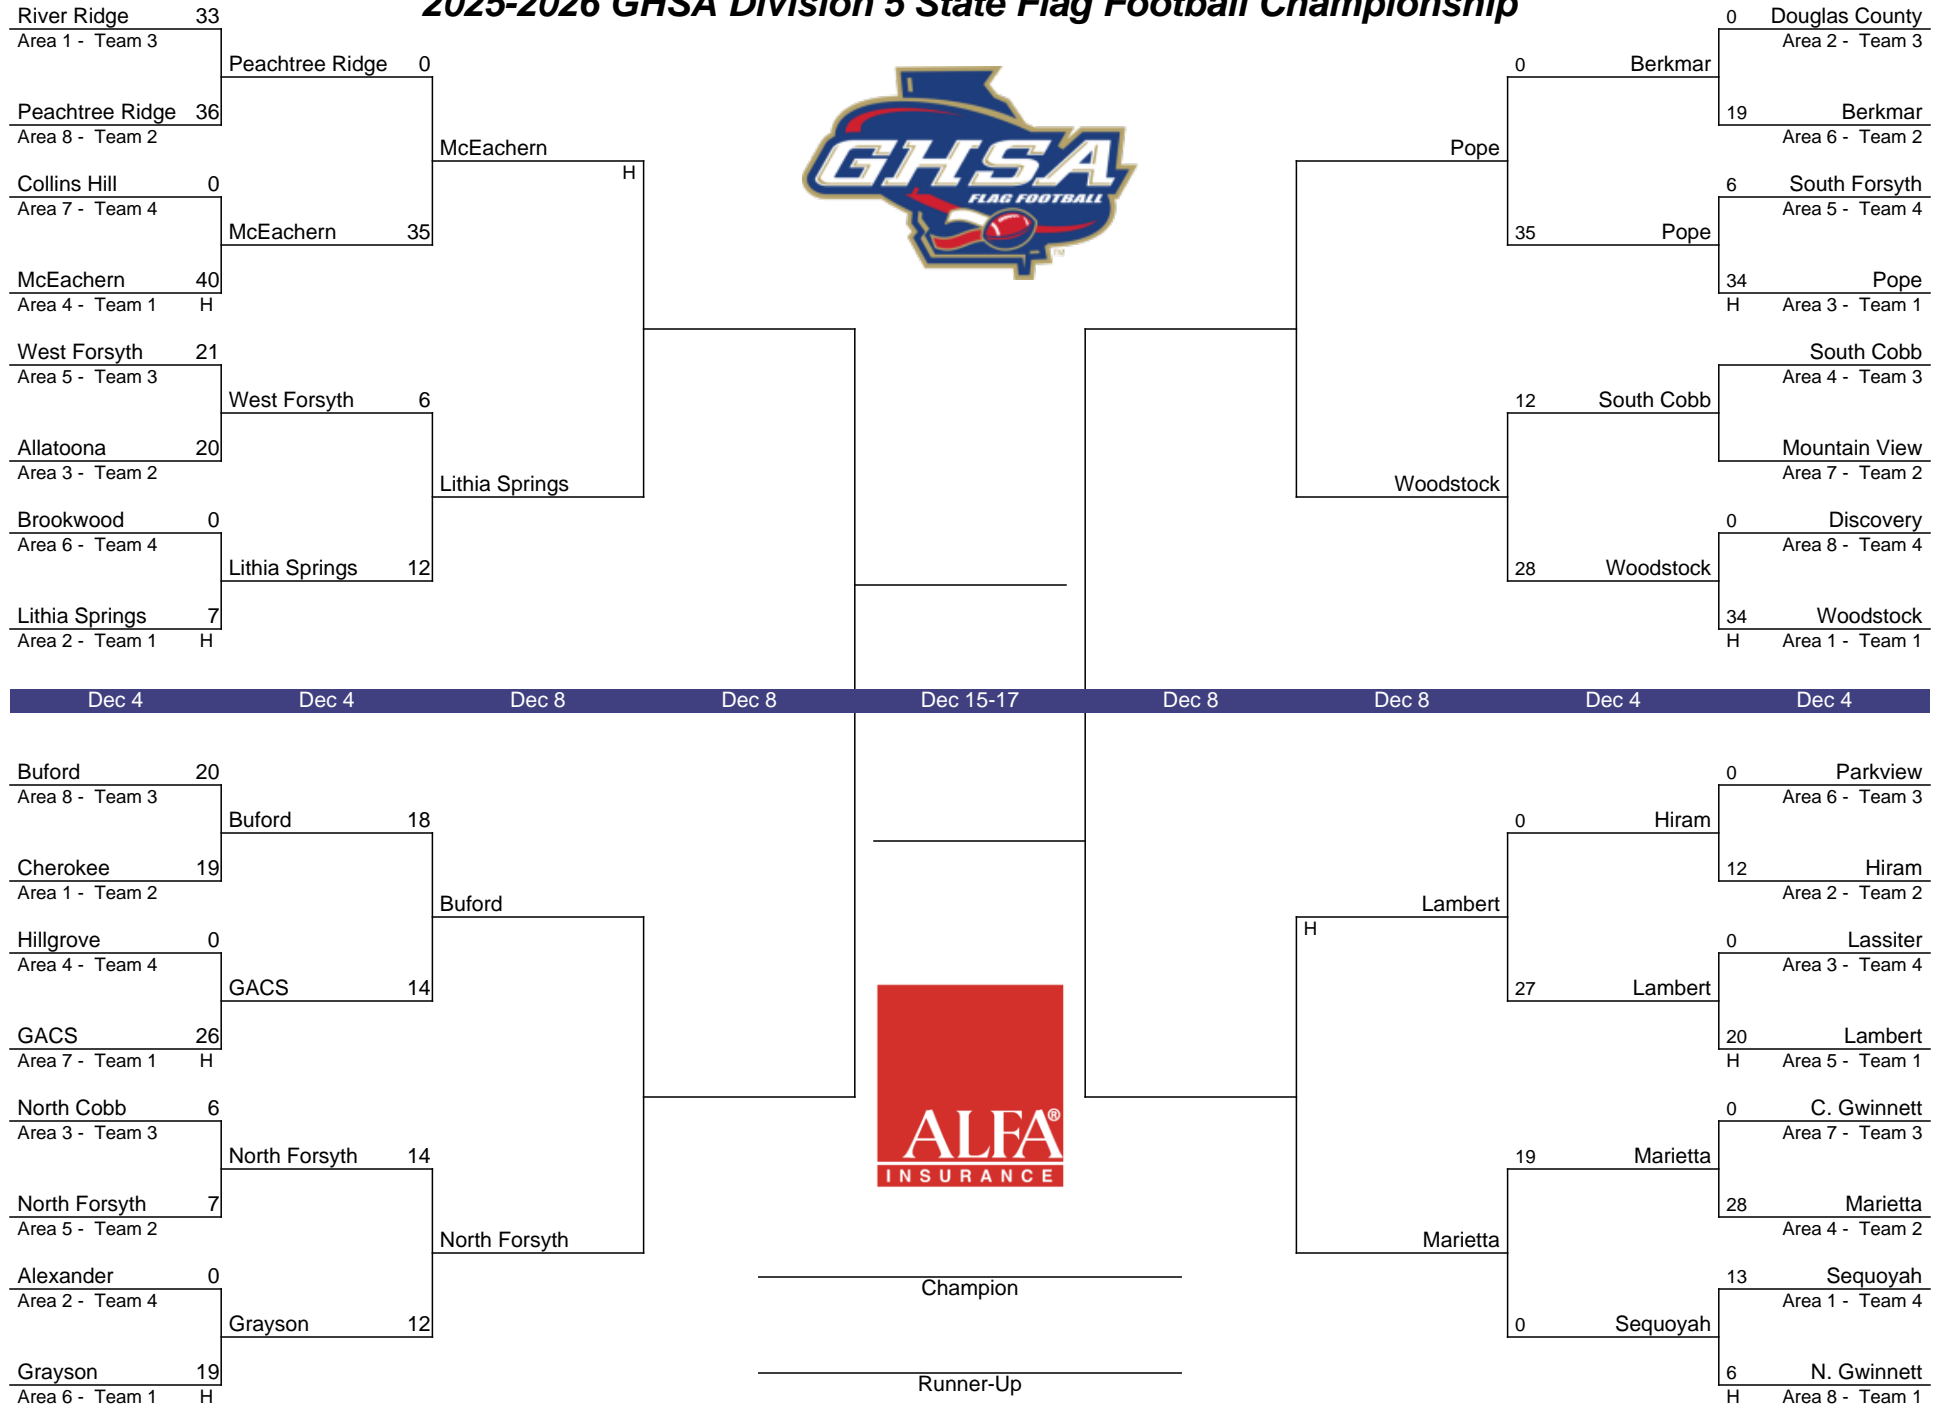 2025-2026 GHSA Division 5 State Flag Football Championship
River Ridge 33
Area 1 - Team 3
Peachtree Ridge 0
Peachtree Ridge 36
Area 8 - Team 2
McEachern
H
Collins Hill 0
Area 7 - Team 4
McEachern 35
McEachern 40
Area 4 - Team 1 H
West Forsyth 21
Area 5 - Team 3
West Forsyth 6
Allatoona 20
Area 3 - Team 2
Lithia Springs
Brookwood 0
Area 6 - Team 4
Lithia Springs 12
Lithia Springs 7
Area 2 - Team 1 H
GHSA
FLAG FOOTBALL
TM
0 Douglas County
Area 2 - Team 3
0 Berkmar
19 Berkmar
Area 6 - Team 2
Pope
6 South Forsyth
Area 5 - Team 4
35 Pope
34 Pope
H Area 3 - Team 1
South Cobb
Area 4 - Team 3
12 South Cobb
Mountain View
Area 7 - Team 2
Woodstock
0 Discovery
Area 8 - Team 4
28 Woodstock
34 Woodstock
H Area 1 - Team 1
Dec 4 Dec 4 Dec 8 Dec 8 Dec 15-17 Dec 8 Dec 8 Dec 4 Dec 4
Buford 20
Area 8 - Team 3
Buford 18
Cherokee 19
Area 1 - Team 2
Buford
Hillgrove 0
Area 4 - Team 4
GACS 14
GACS 26
Area 7 - Team 1 H
North Cobb 6
Area 3 - Team 3
North Forsyth 14
North Forsyth 7
Area 5 - Team 2
North Forsyth
Alexander 0
Area 2 - Team 4
Grayson 12
Grayson 19
Area 6 - Team 1 H
ALFA®
INSURANCE
Champion
Runner-Up
0 Parkview
Area 6 - Team 3
0 Hiram
12 Hiram
Area 2 - Team 2
Lambert
H
0 Lassiter
Area 3 - Team 4
27 Lambert
20 Lambert
H Area 5 - Team 1
0 C. Gwinnett
Area 7 - Team 3
19 Marietta
28 Marietta
Area 4 - Team 2
Marietta
13 Sequoyah
Area 1 - Team 4
0 Sequoyah
6 N. Gwinnett
H Area 8 - Team 1